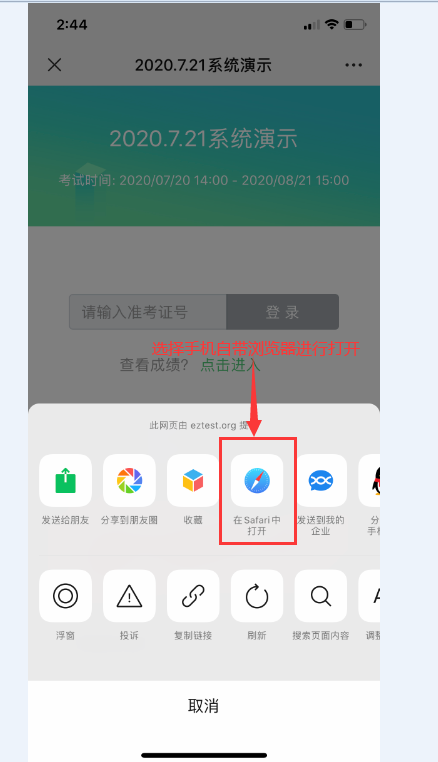 2:44
2020.7.21系统演示
2020.7.21系统演示
考试时间: 2020/07/20 14:00 - 2020/08/21 15:00
请输入准考证号
登 录
选择手机自带浏览器进行打开
查看成绩? 点击进入
此网页由 eztest.org 提
发送给朋友
分享到朋友圈
收藏
在Safari中
打开
发送到我的
企业
分
手机
浮窗
投诉
复制链接
刷新
搜索页面内容
调整
取消